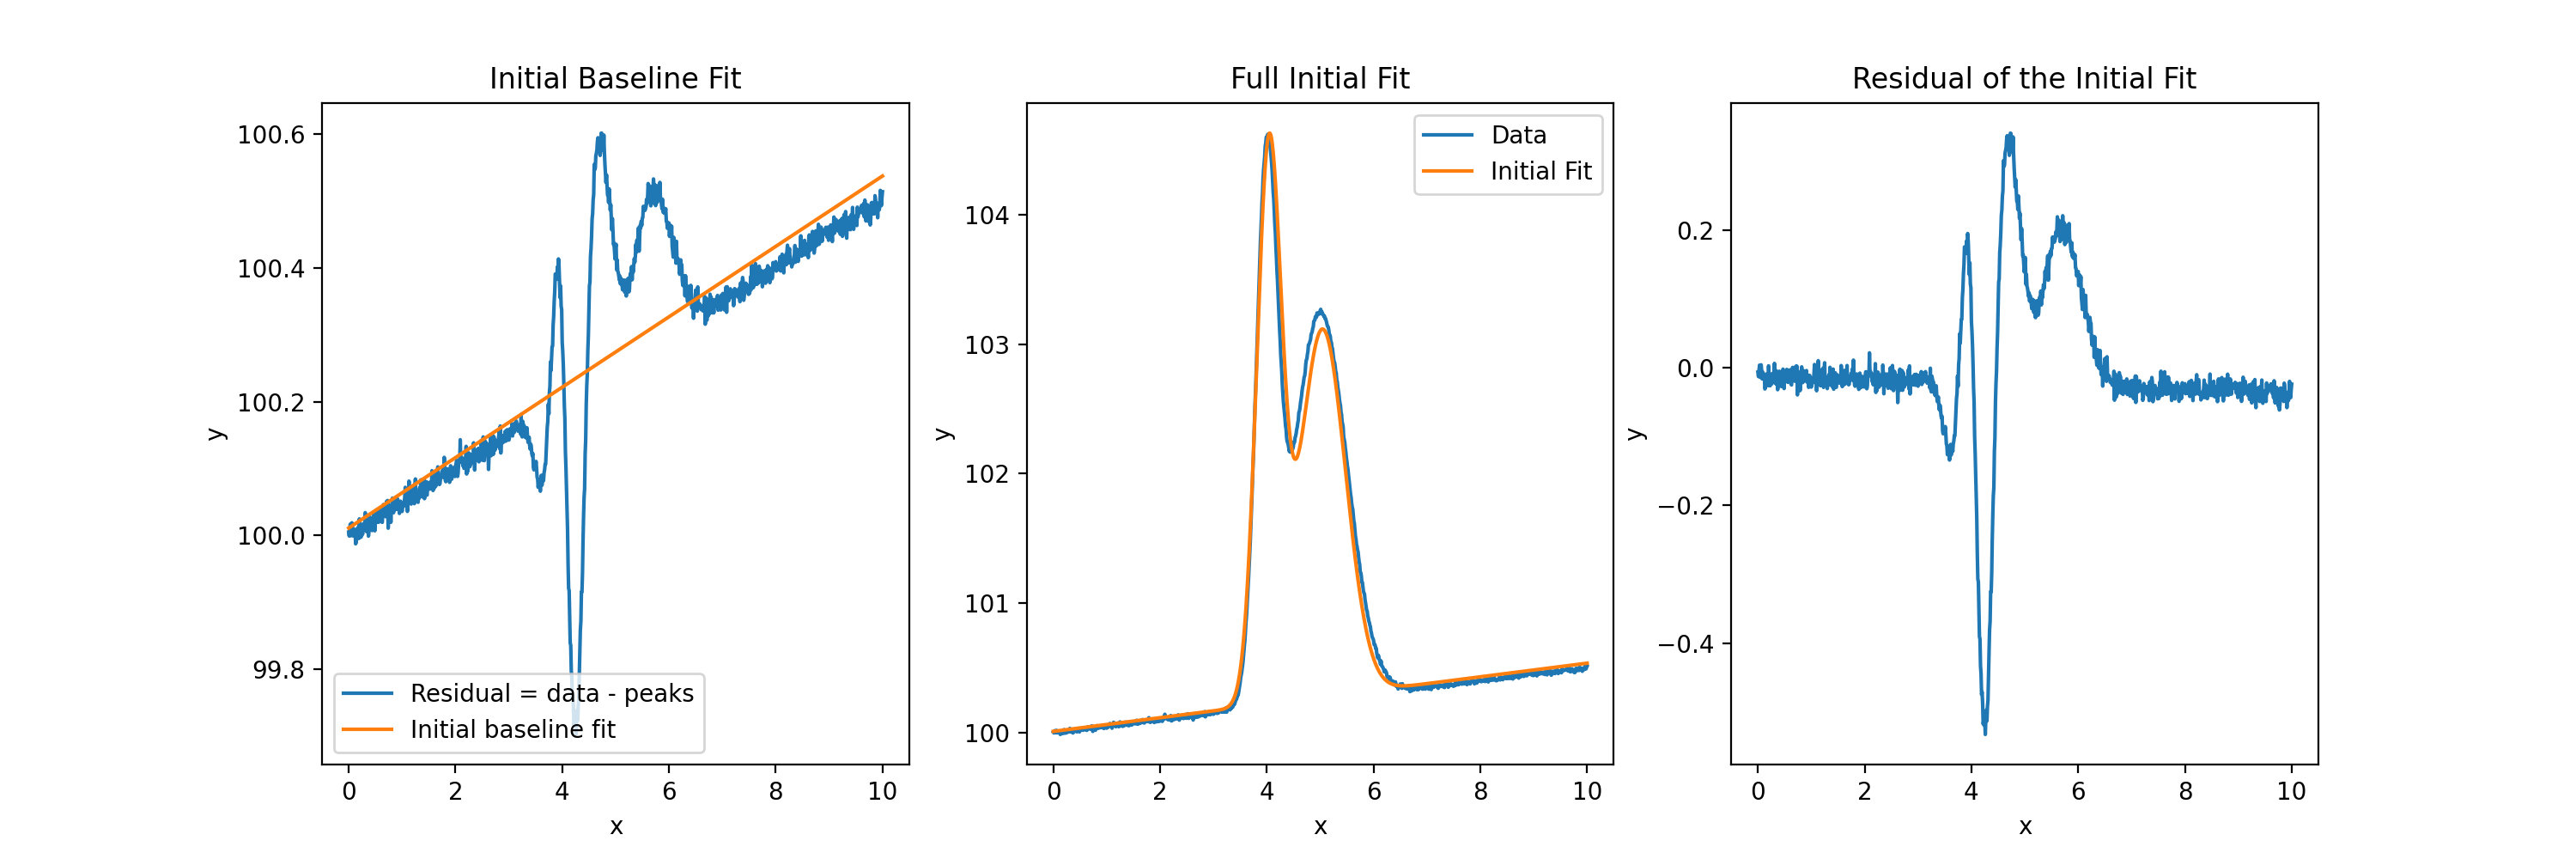 Initial Baseline Fit
100.6
100.4
100.2
100.0
99.8
y
Residual = data - peaks
Initial baseline fit
0 2 4 6 8 10
x
Full Initial Fit
Data
Initial Fit
104
103
102
101
100
y
0 2 4 6 8 10
x
Residual of the Initial Fit
0.2
0.0
−0.2
−0.4
y
0 2 4 6 8 10
x